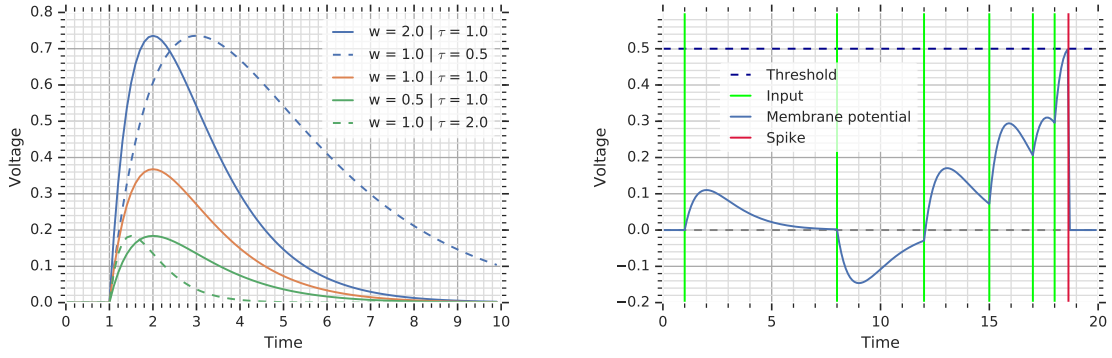 0.8
0.7
0.6
0.5
0.4
0.3
0.2
0.1
0.0
Voltage
0 1 2 3 4 5 6 7 8 9 10
Time
w = 2.0 | τ = 1.0
w = 1.0 | τ = 0.5
w = 1.0 | τ = 1.0
w = 0.5 | τ = 1.0
w = 1.0 | τ = 2.0
0.5
0.4
0.3
0.2
0.1
0.0
−0.1
−0.2
Voltage
0 5 10 15 20
Time
Threshold
Input
Membrane potential
Spike